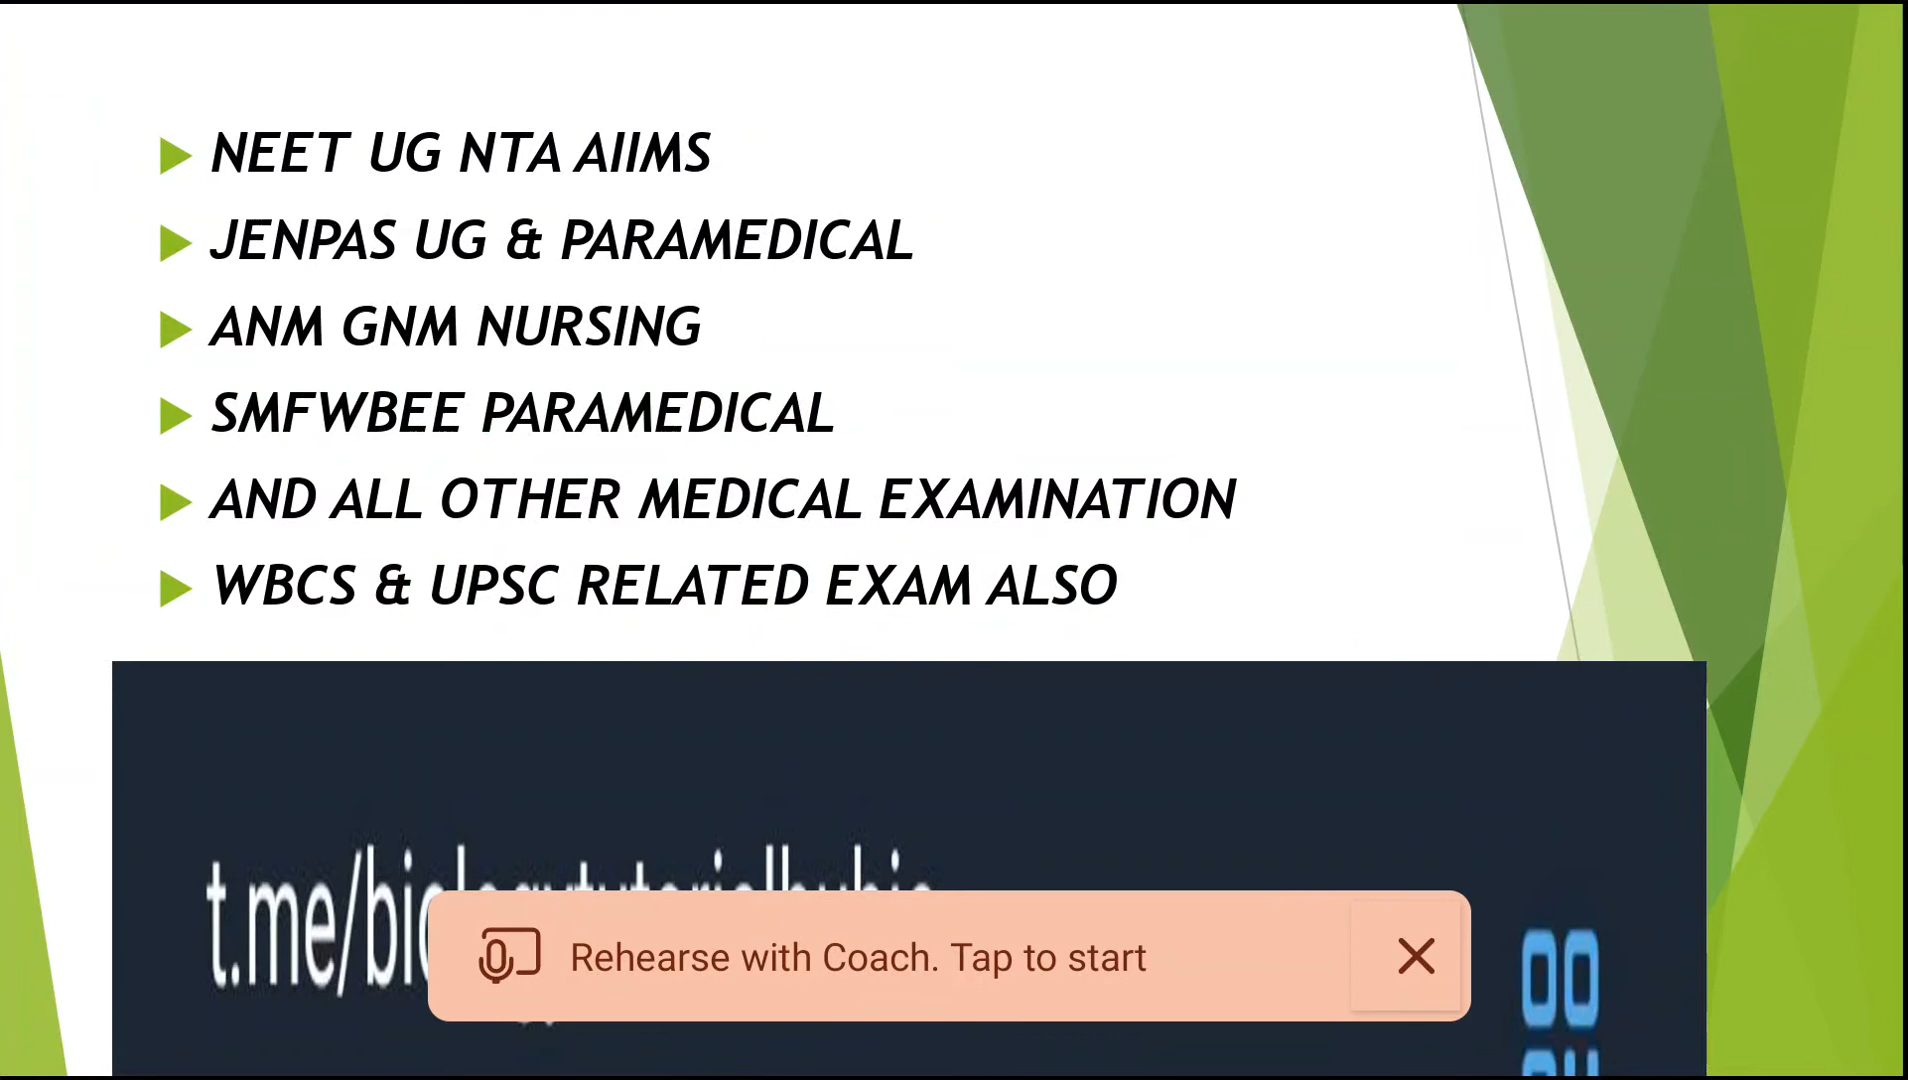 NEET UG NTA AIIMS
JENPAS UG & PARAMEDICAL
ANM GNM NURSING
SMFWBEE PARAMEDICAL
AND ALL OTHER MEDICAL EXAMINATION
WBCS & UPSC RELATED EXAM ALSO
Rehearse with Coach. Tap to start